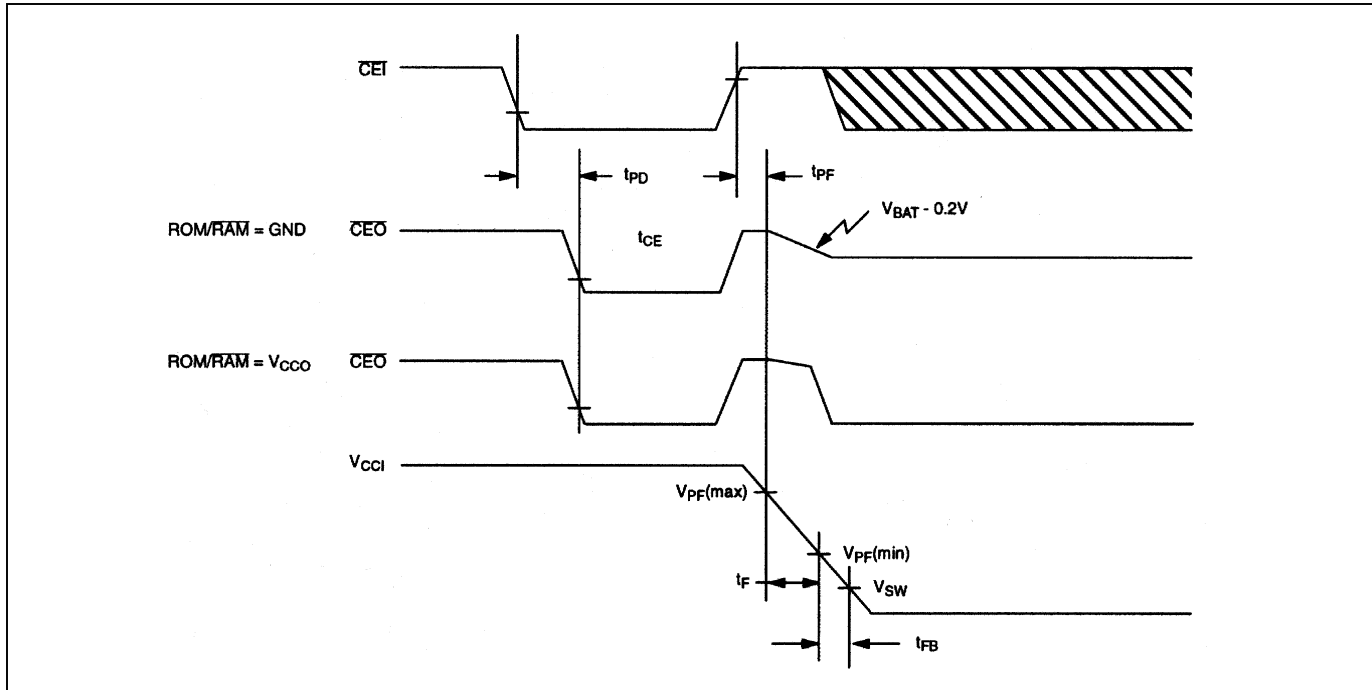 CEI
tPD
tPF
ROM/RAM = GND CEO
tCE
VBAT - 0.2V
ROM/RAM = VCCO CEO
VCCI
VPF(max)
VPF(min)
tF
VSW
tFB